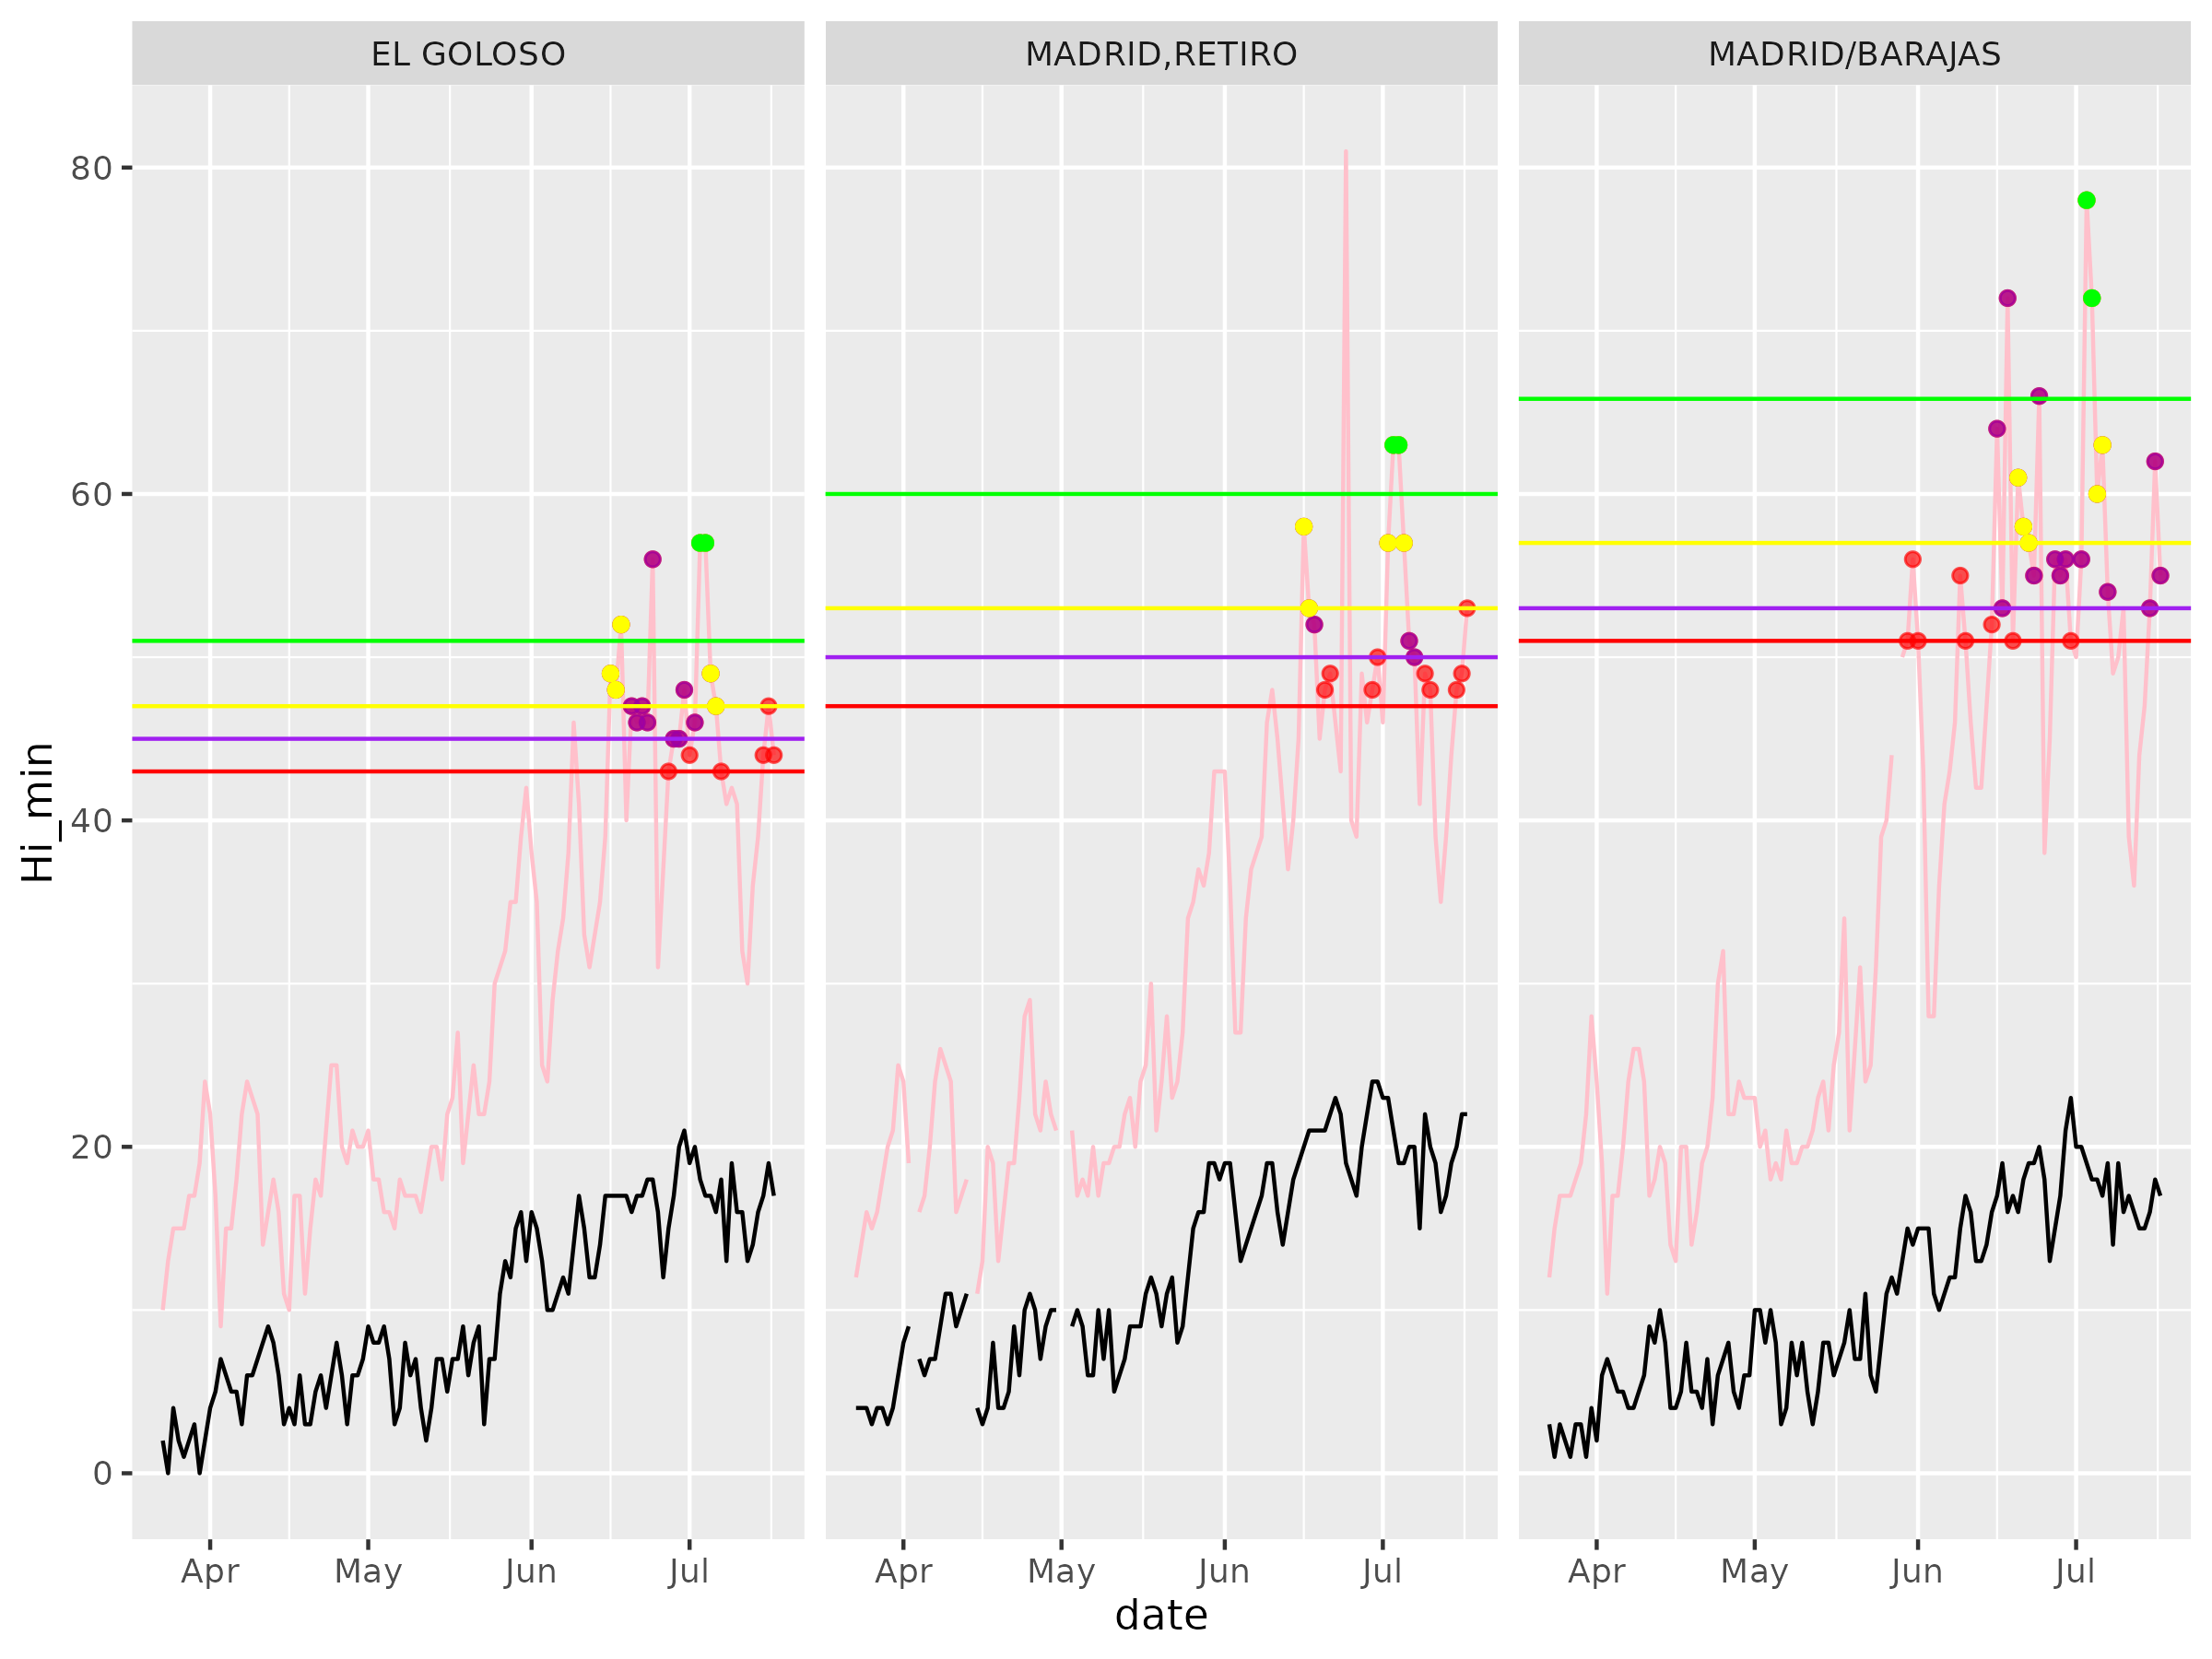 EL GOLOSO MADRID,RETIRO MADRID/BARAJAS
80
60
40
20
0
Hi_min
Apr May Jun Jul Apr May Jun Jul Apr May Jun Jul
date